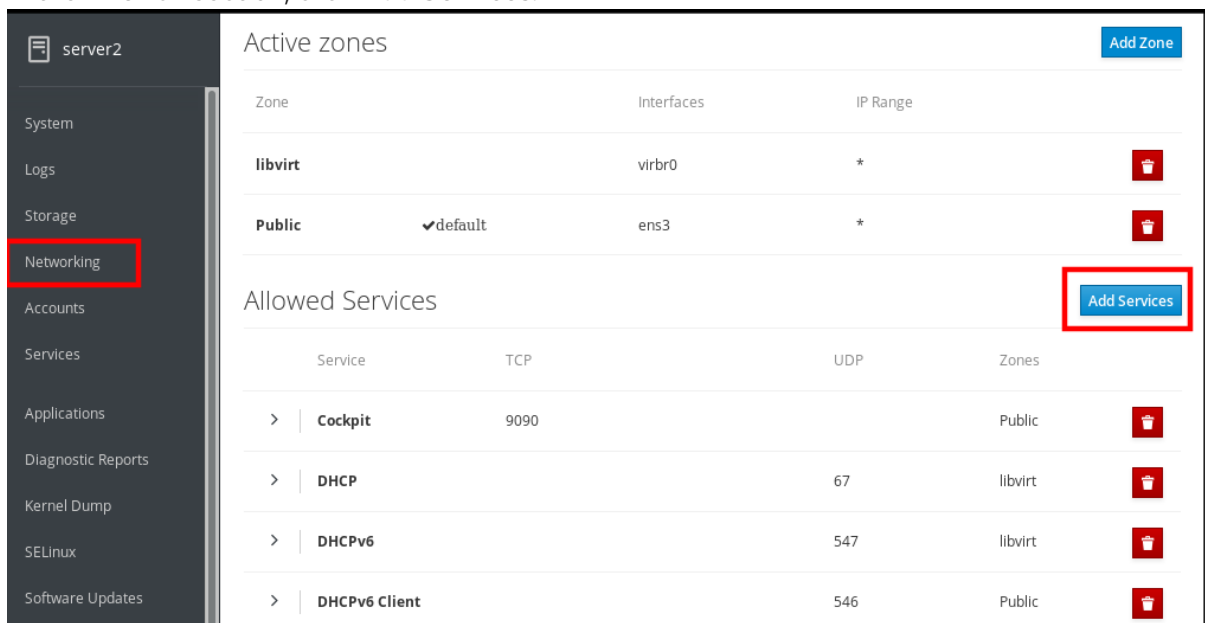 server2
System
Logs
Storage
Networking
Accounts
Services
Applications
Diagnostic Reports
Kernel Dump
SELinux
Software Updates
Active zones
Add Zone
Zone Interfaces IP Range
libvirt virbr0 *
Public ✔default ens3 *
Allowed Services
Add Services
Service TCP UDP Zones
Cockpit 9090 Public
DHCP 67 libvirt
DHCPv6 547 libvirt
DHCPv6 Client 546 Public